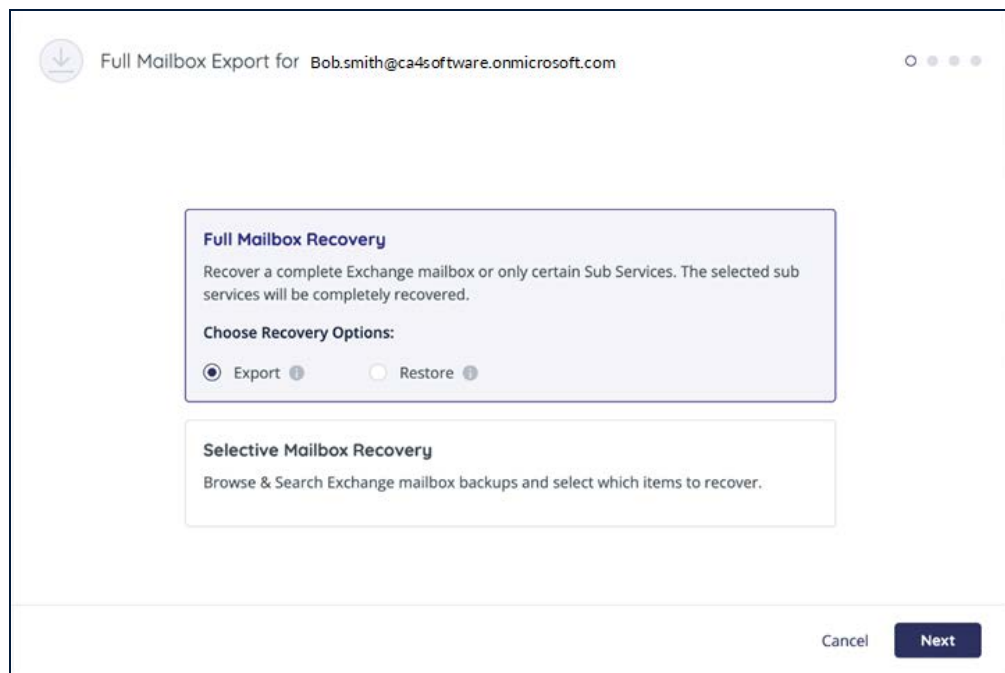 Full Mailbox Export for Bob.smith@ca4software.onmicrosoft.com
Full Mailbox Recovery
Recover a complete Exchange mailbox or only certain Sub Services. The selected sub
services will be completely recovered.
Choose Recovery Options:
Export Restore
Selective Mailbox Recovery
Browse & Search Exchange mailbox backups and select which items to recover.
Cancel Next